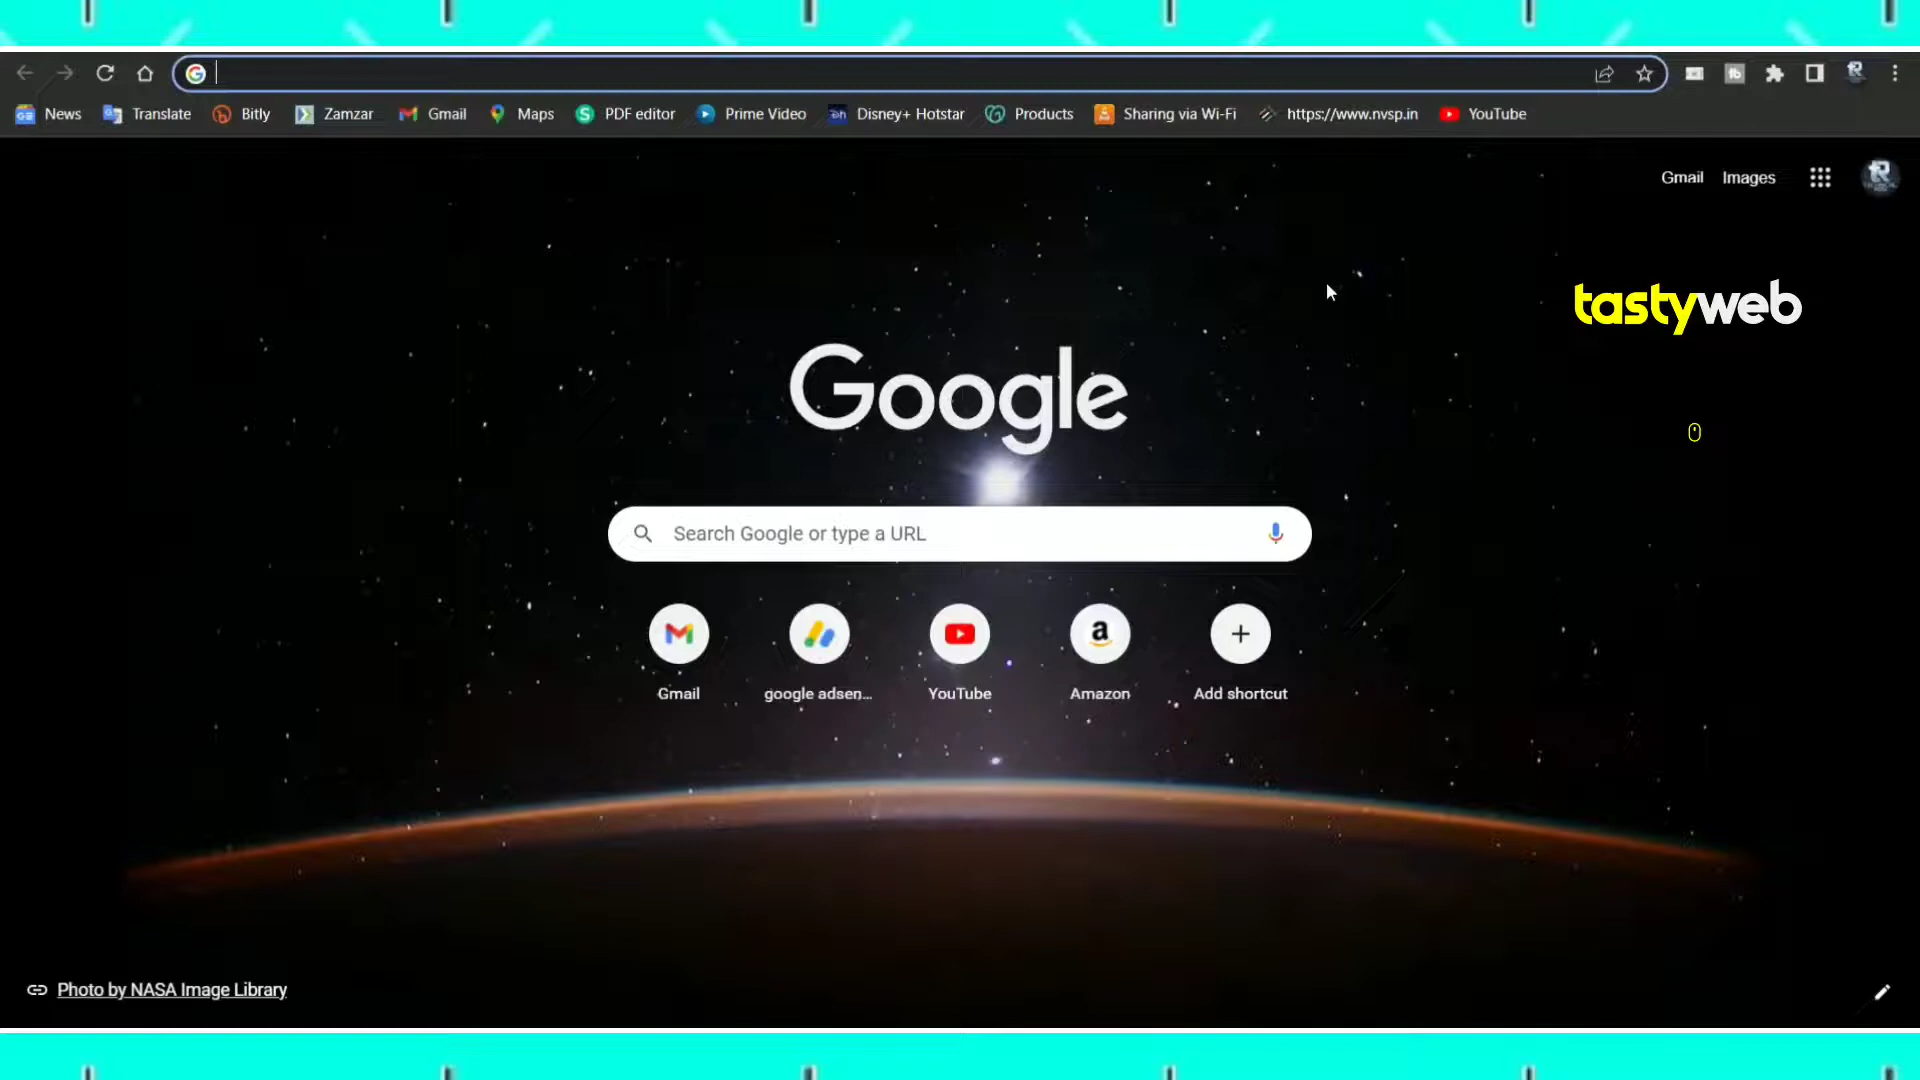 News Translate Bitly Zamzar Gmail Maps PDF editor Prime Video Disney+ Hotstar Products Sharing via Wi-Fi https://www.nvsp.in YouTube
Gmail Images
tastyweb
Google
Search Google or type a URL
Gmail google adsen... YouTube Amazon Add shortcut
Photo by NASA Image Library